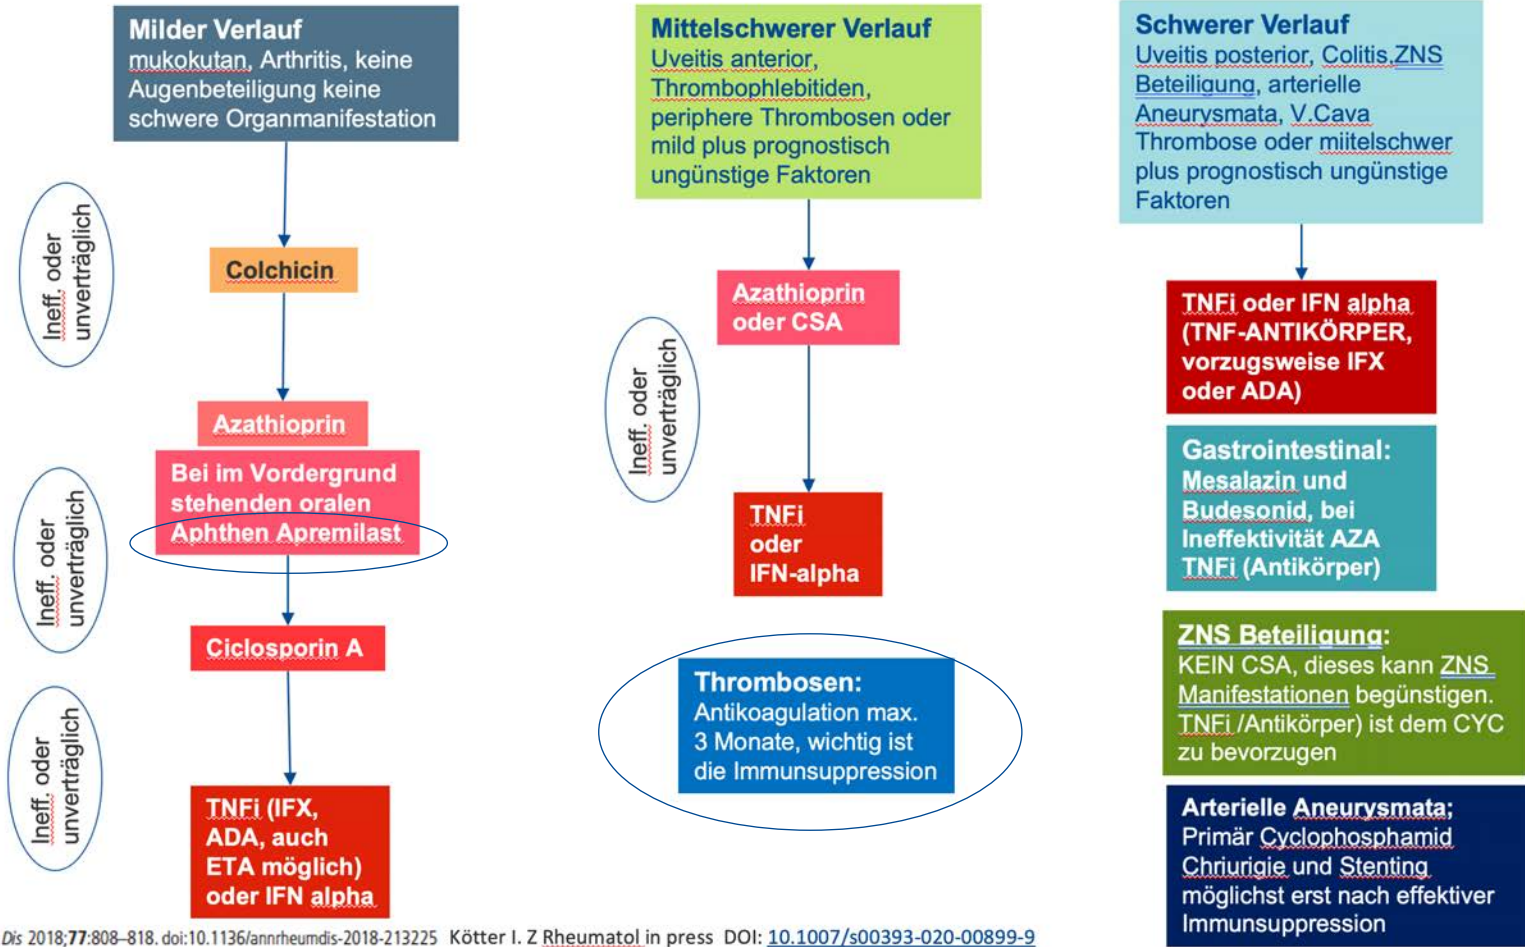 Milder Verlauf
mukokutan, Arthritis, keine
Augenbeteiligung keine
schwere Organmanifestation
Ineff. oder
unverträglich
Colchicin
Azathioprin
Bei im Vordergrund
stehenden oralen
Aphthen Apremilast
Ineff. oder
unverträglich
Ciclosporin A
Ineff. oder
unverträglich
TNFi (IFX,
ADA, auch
ETA möglich)
oder IFN alpha
Mittelschwerer Verlauf
Uveitis anterior,
Thrombophlebitiden,
periphere Thrombosen oder
mild plus prognostisch
ungünstige Faktoren
Azathioprin
oder CSA
Ineff. oder
unverträglich
TNFi
oder
IFN-alpha
Thrombosen:
Antikoagulation max.
3 Monate, wichtig ist
die Immunsuppression
Schwerer Verlauf
Uveitis posterior, Colitis,ZNS
Beteiligung, arterielle
Aneurysmata, V.Cava
Thrombose oder miitelschwer
plus prognostisch ungünstige
Faktoren
TNFi oder IFN alpha
(TNF-ANTIKÖRPER,
vorzugsweise IFX
oder ADA)
Gastrointestinal:
Mesalazin und
Budesonid, bei
Ineffektivität AZA
TNFi (Antikörper)
ZNS Beteiligung:
KEIN CSA, dieses kann ZNS
Manifestationen begünstigen.
TNFi /Antikörper) ist dem CYC
zu bevorzugen
Arterielle Aneurysmata;
Primär Cyclophosphamid
Chriurigie und Stenting
möglichst erst nach effektiver
Immunsuppression
Dis 2018;77:808–818. doi:10.1136/annrheumdis-2018-213225 Kötter I. Z Rheumatol in press DOI: 10.1007/s00393-020-00899-9